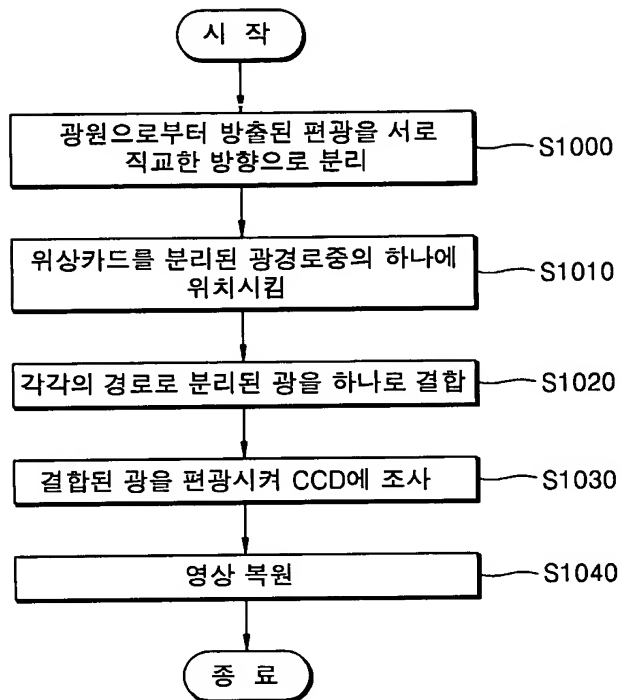 시 작
광원으로부터 방출된 편광을 서로
직교한 방향으로 분리
S1000
위상카드를 분리된 광경로중의 하나에
위치시킴
S1010
각각의 경로로 분리된 광을 하나로 결합
S1020
결합된 광을 편광시켜 CCD에 조사
S1030
영상 복원
S1040
종 료